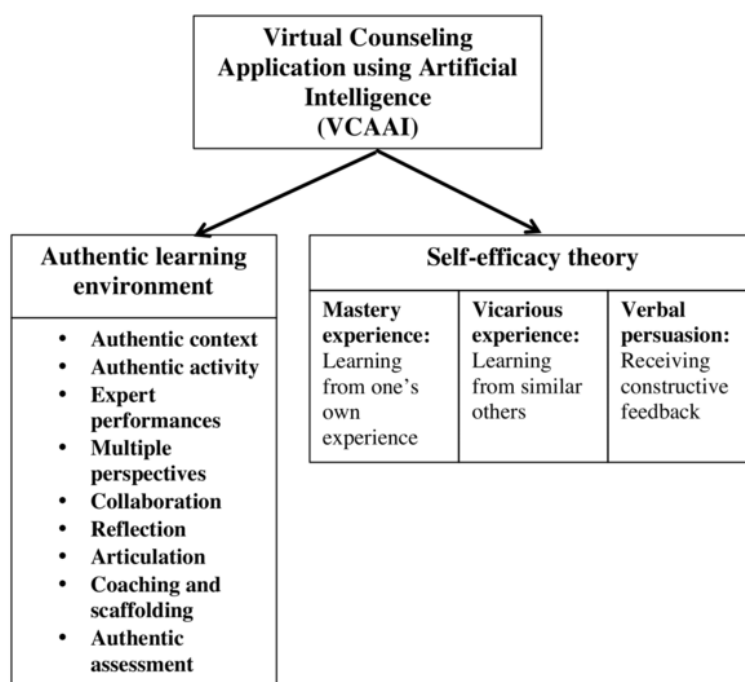 Virtual Counseling
Application using Artificial
Intelligence
(VCAAI)
Authentic learning
environment
• Authentic context
• Authentic activity
• Expert
performances
• Multiple
perspectives
• Collaboration
• Reflection
• Articulation
• Coaching and
scaffolding
• Authentic
assessment
Self-efficacy theory
Mastery
experience:
Learning
from one's
own
experience
Vicarious
experience:
Learning
from similar
others
Verbal
persuasion:
Receiving
constructive
feedback